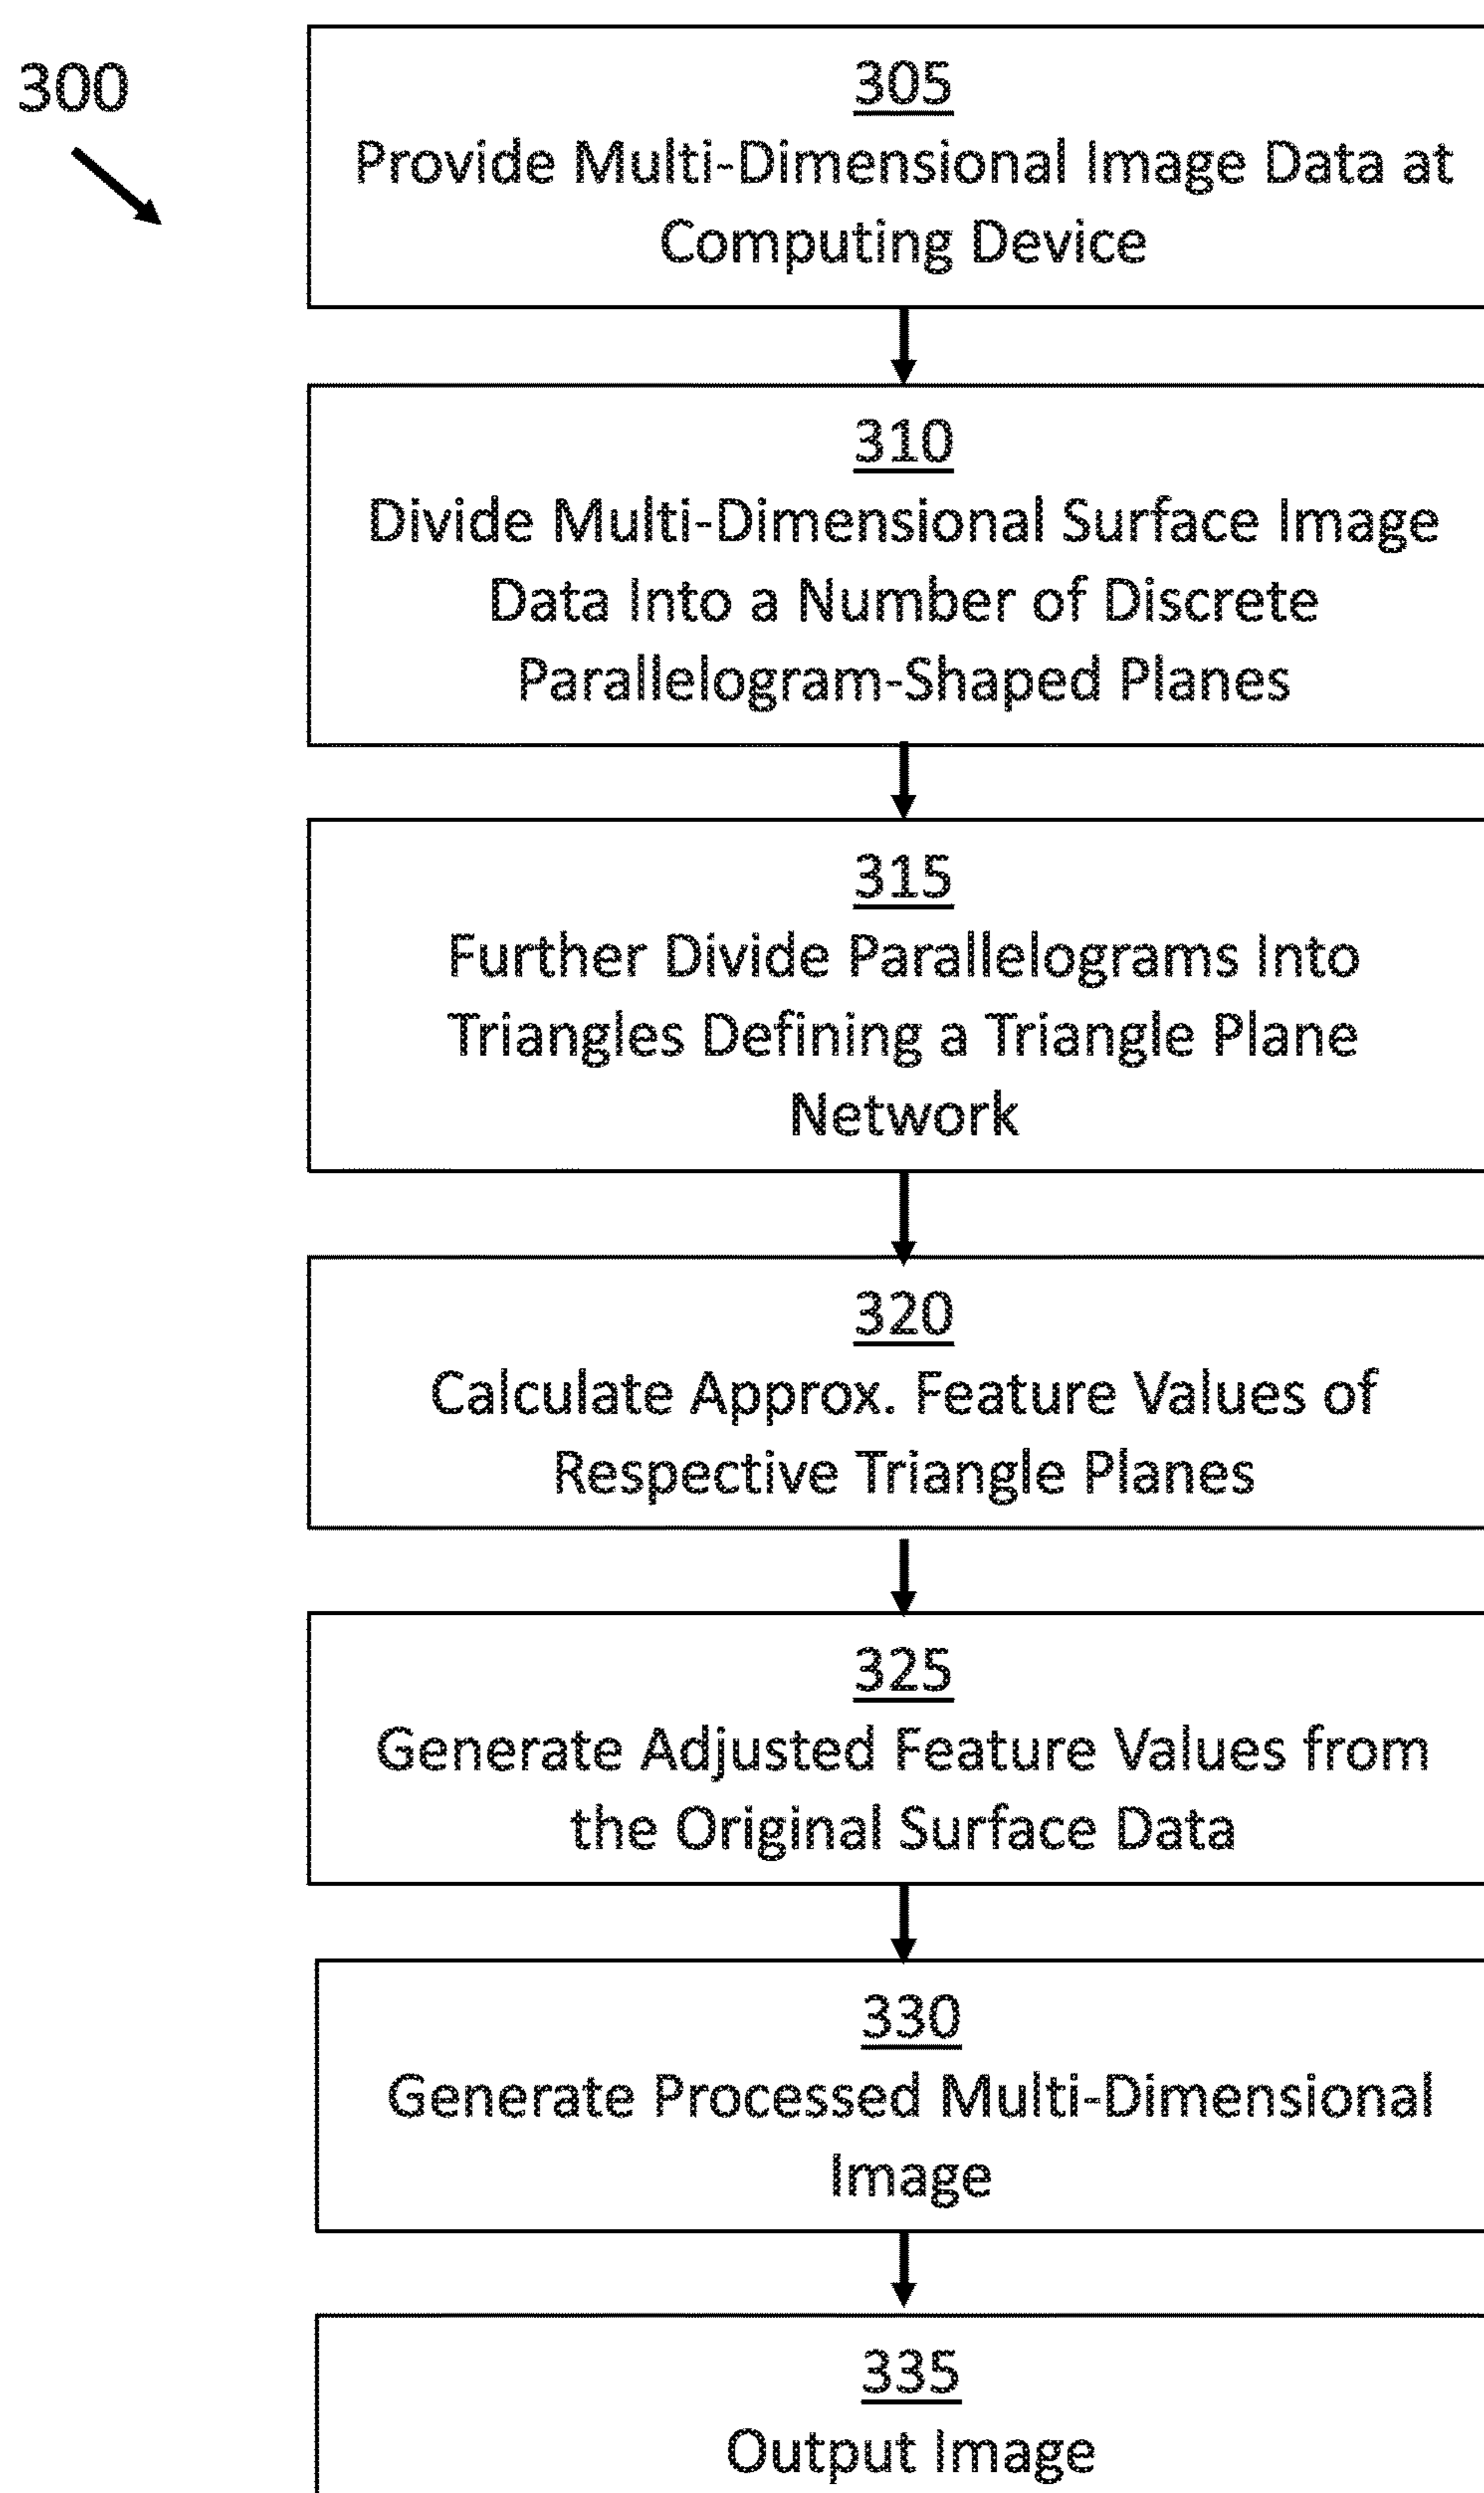 300
305
Provide Multi-Dimensional Image Data at
Computing Device
310
Divide Multi-Dimensional Surface Image
Data Into a Number of Discrete
Parallelogram-Shaped Planes
315
Further Divide Parallelograms Into
Triangles Defining a Triangle Plane
Network
320
Calculate Approx. Feature Values of
Respective Triangle Planes
325
Generate Adjusted Feature Values from
the Original Surface Data
330
Generate Processed Multi-Dimensional
Image
335
Output Image